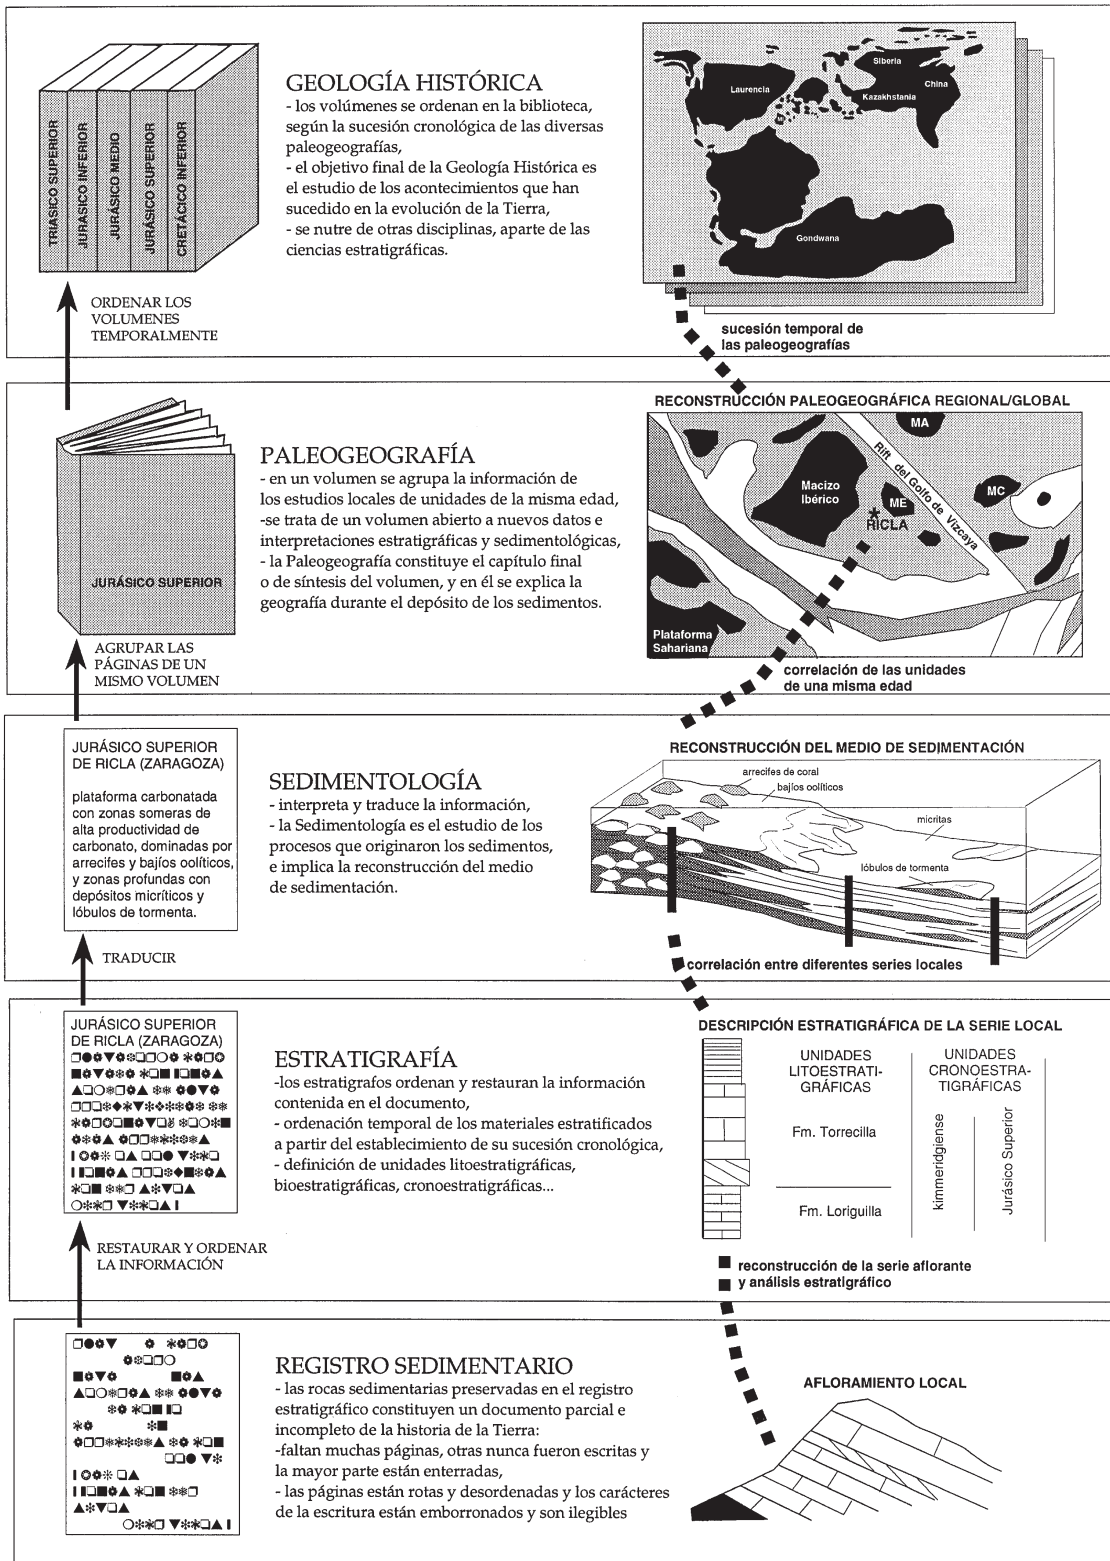 TRIASICO SUPERIOR
JURASICO INFERIOR
JURÁSICO MEDIO
JURÁSICO SUPERIOR
CRETÁCICO INFERIOR
GEOLOGÍA HISTÓRICA
- los volúmenes se ordenan en la biblioteca,
según la sucesión cronológica de las diversas
paleogeografías,
- el objetivo final de la Geología Histórica es
el estudio de los acontecimientos que han
sucedido en la evolución de la Tierra,
- se nutre de otras disciplinas, aparte de las
ciencias estratigráficas.
ORDENAR LOS
VOLUMENES
TEMPORALMENTE
Laurencia
Siberia
China
Kazakhstania
Gondwana
sucesión temporal de
las paleogeografías
PALEOGEOGRAFÍA
- en un volumen se agrupa la información de
los estudios locales de unidades de la misma edad,
-se trata de un volumen abierto a nuevos datos e
interpretaciones estratigráficas y sedimentológicas,
- la Paleogeografía constituye el capítulo final
o de síntesis del volumen, y en él se explica la
geografía durante el depósito de los sedimentos.
JURÁSICO SUPERIOR
AGRUPAR LAS
PÁGINAS DE UN
MISMO VOLUMEN
RECONSTRUCCIÓN PALEOGEOGRÁFICA REGIONAL/GLOBAL
MA
Rift del Golfo de Vizcaya
Macizo
Ibérico
ME
MC
RICLA
Plataforma
Sahariana
correlación de las unidades
de una misma edad
JURÁSICO SUPERIOR
DE RICLA (ZARAGOZA)
plataforma carbonatada
con zonas someras de
alta productividad de
carbonato, dominadas por
arrecifes y bajíos oolíticos,
y zonas profundas con
depósitos micríticos y
lóbulos de tormenta.
TRADUCIR
SEDIMENTOLOGÍA
- interpreta y traduce la información,
- la Sedimentología es el estudio de los
procesos que originaron los sedimentos,
e implica la reconstrucción del medio
de sedimentación.
RECONSTRUCCIÓN DEL MEDIO DE SEDIMENTACIÓN
arrecifes de coral
bajíos oolíticos
micritas
lóbulos de tormenta
correlación entre diferentes series locales
JURÁSICO SUPERIOR
DE RICLA (ZARAGOZA)
RESTAURAR Y ORDENAR
LA INFORMACIÓN
ESTRATIGRAFÍA
-los estratigrafos ordenan y restauran la información
contenida en el documento,
- ordenación temporal de los materiales estratificados
a partir del establecimiento de su sucesión cronológica,
- definición de unidades litoestratigráficas,
bioestratigráficas, cronoestratigráficas...
DESCRIPCIÓN ESTRATIGRÁFICA DE LA SERIE LOCAL
UNIDADES
LITOESTRATI-
GRÁFICAS
UNIDADES
CRONOESTRA-
TIGRÁFICAS
Fm. Torrecilla
Fm. Loriguilla
kimmeridgiense
Jurásico Superior
reconstrucción de la serie aflorante
y análisis estratigráfico
REGISTRO SEDIMENTARIO
- las rocas sedimentarias preservadas en el registro
estratigráfico constituyen un documento parcial e
incompleto de la historia de la Tierra:
-faltan muchas páginas, otras nunca fueron escritas y
la mayor parte están enterradas,
- las páginas están rotas y desordenadas y los carácteres
de la escritura están emborronados y son ilegibles
AFLORAMIENTO LOCAL